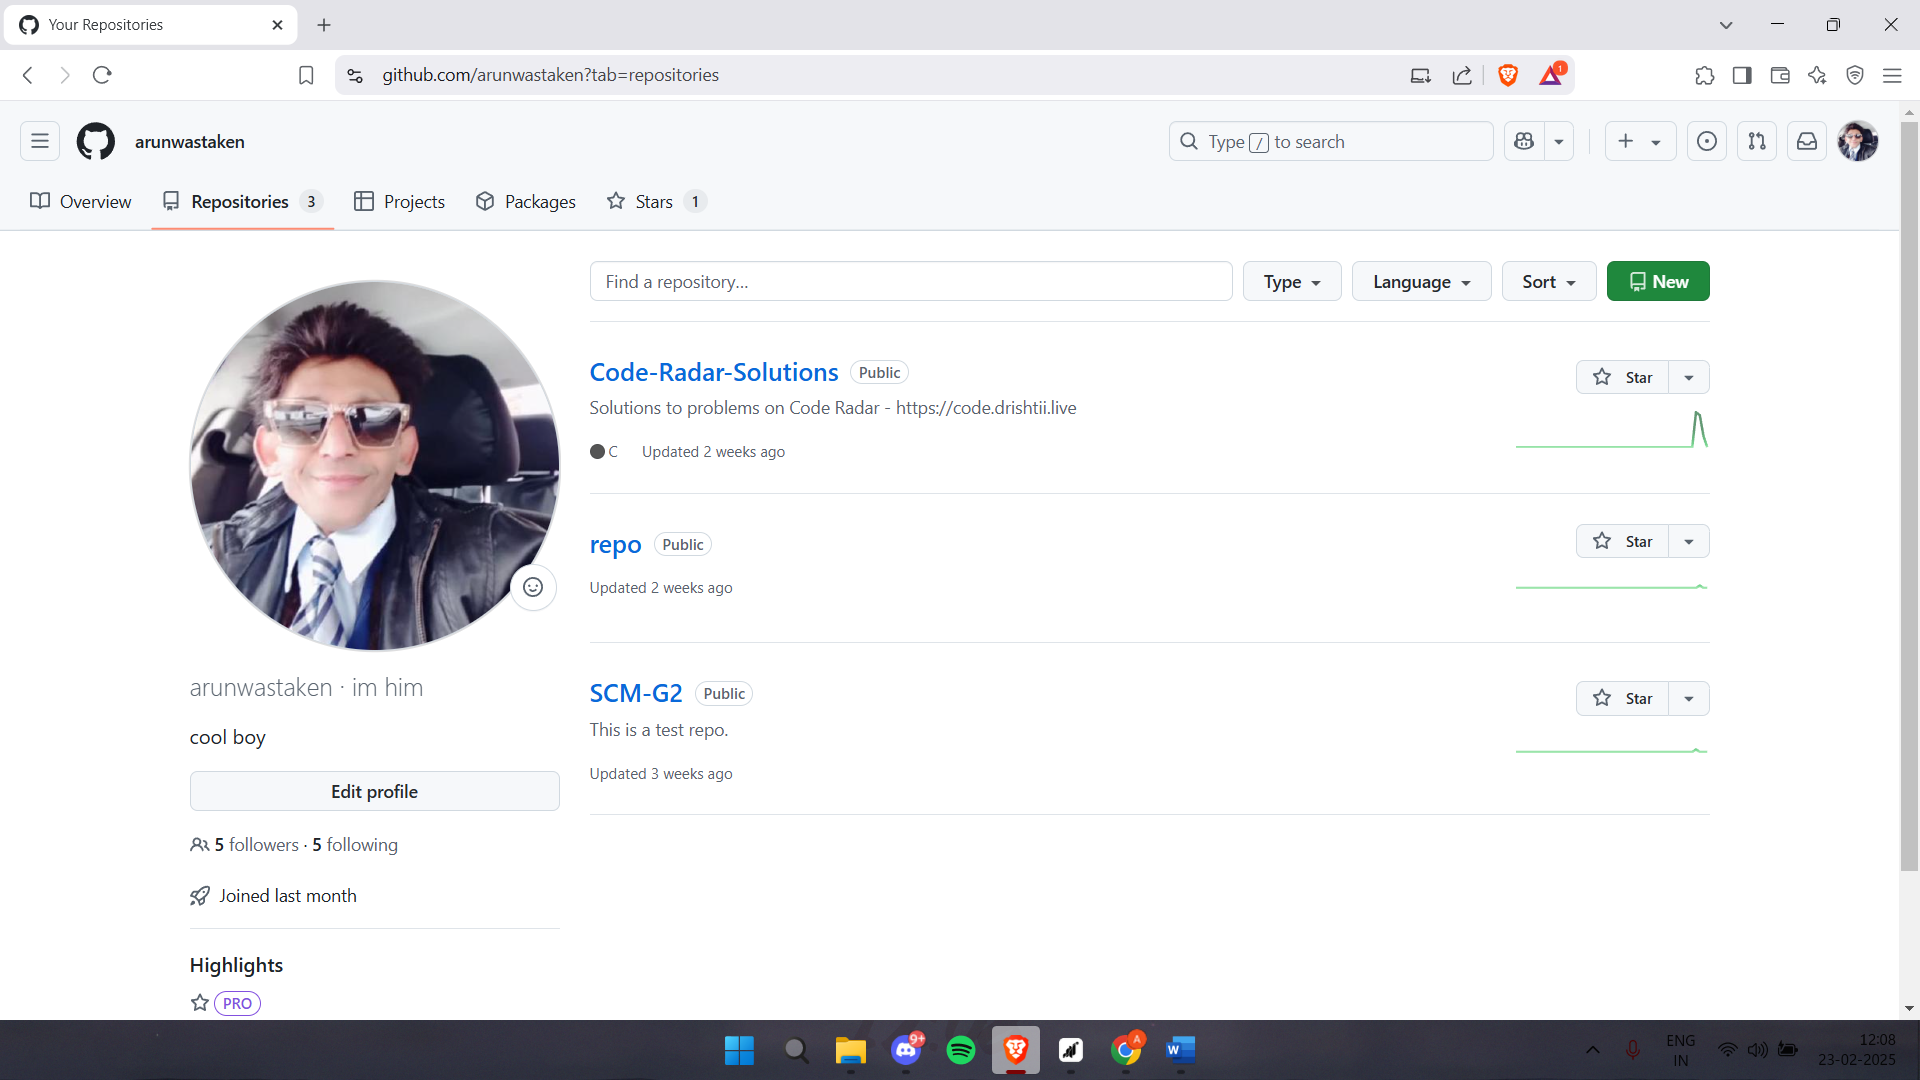 Your Repositories
github.com/arunwastaken?tab=repositories
1
arunwastaken
Type / to search
Overview
Repositories 3
Projects
Packages
Stars 1
Find a repository...
Type
Language
Sort
New
Code-Radar-Solutions Public
Star
Solutions to problems on Code Radar - https://code.drishtii.live
C Updated 2 weeks ago
repo Public
Star
Updated 2 weeks ago
SCM-G2 Public
Star
This is a test repo.
Updated 3 weeks ago
arunwastaken · im him
cool boy
Edit profile
5 followers · 5 following
Joined last month
Highlights
PRO
9+
A
W
ENG
IN
12:08
23-02-2025